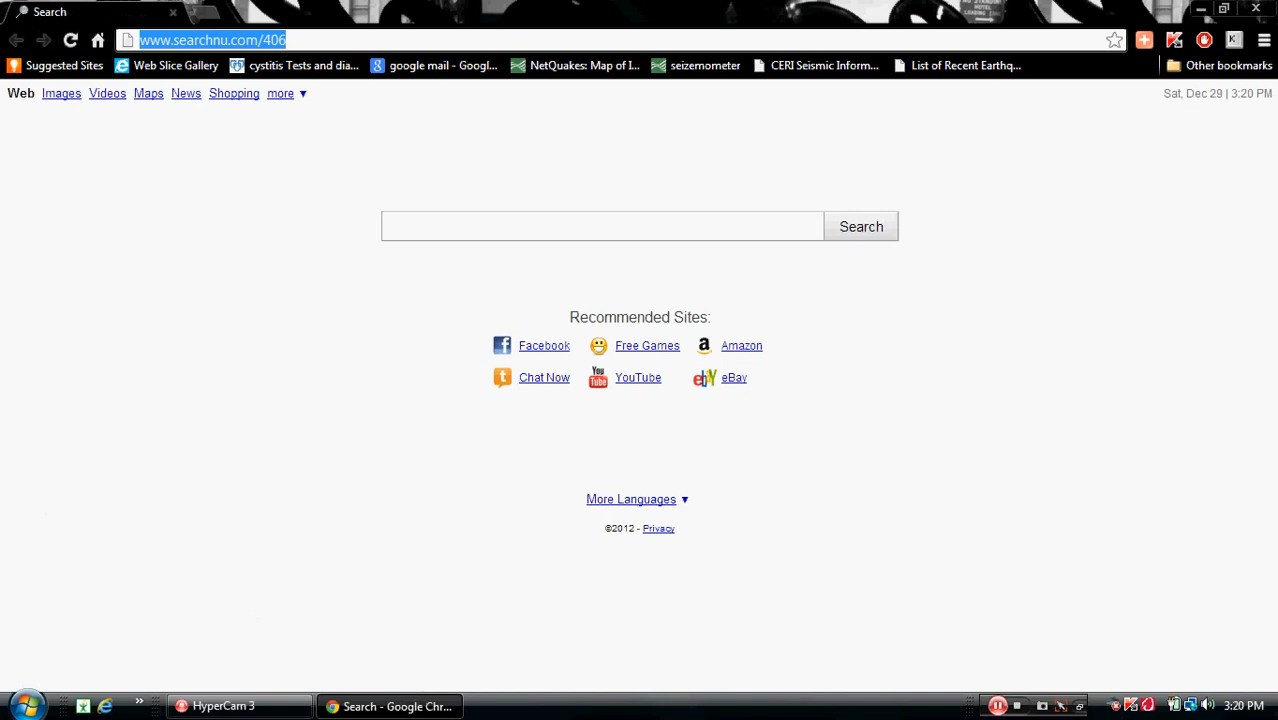 Search
www.searchnu.com/406
Suggested Sites Web Slice Gallery cystitis Tests and dia... google mail - Googl... NetQuakes: Map of I... seizemometer CERI Seismic Inform... List of Recent Earthq... Other bookmarks
Web Images Videos Maps News Shopping more ▼ Sat, Dec 29 | 3:20 PM
Search
Recommended Sites:
Facebook Free Games Amazon
Chat Now YouTube eBay
More Languages ▼
©2012 - Privacy
HyperCam 3 Search - Google Chr... 3:20 PM